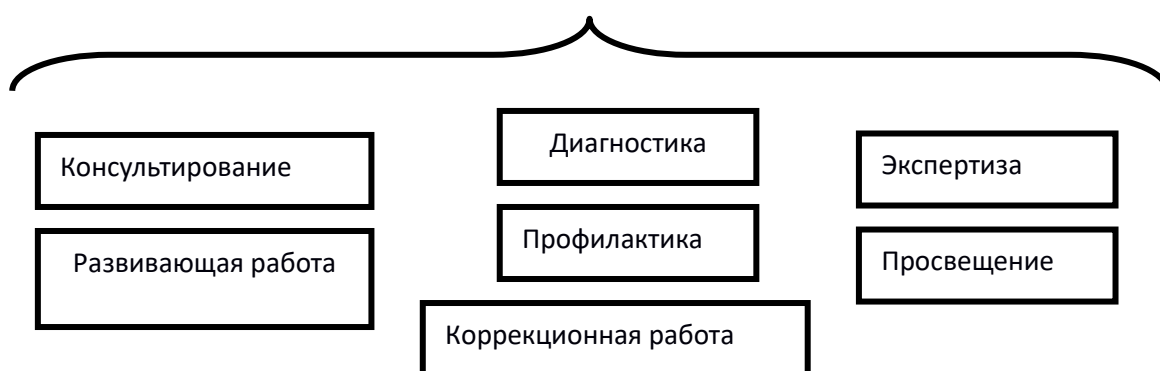 Консультирование
Развивающая работа
Диагностика
Профилактика
Коррекционная работа
Экспертиза
Просвещение